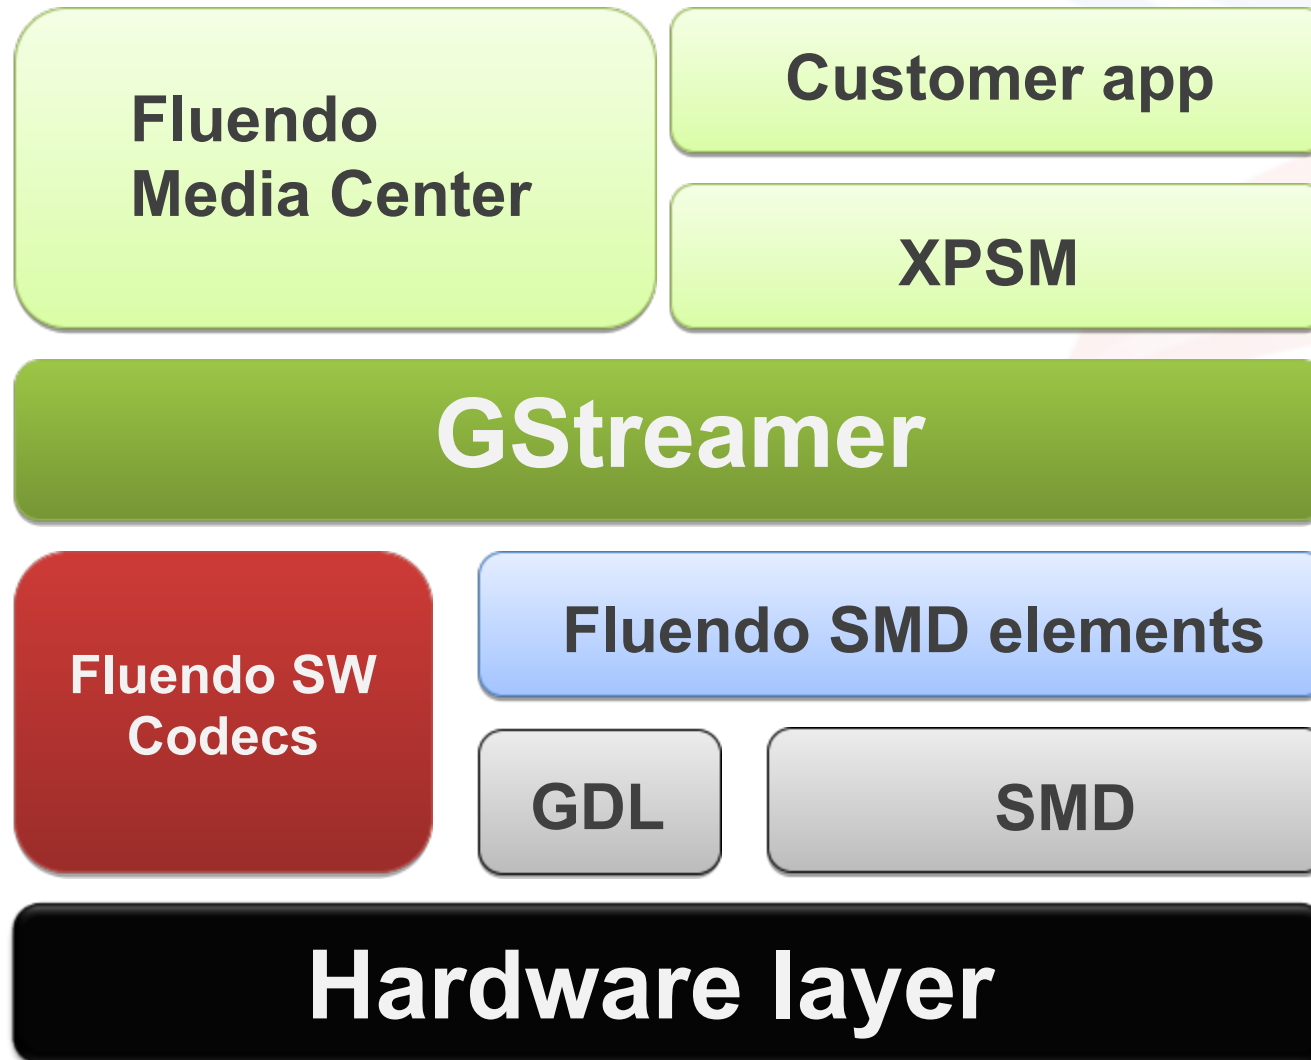 Fluendo
Media Center
Customer app
XPSM
GStreamer
Fluendo SW
Codecs
Fluendo SMD elements
GDL
SMD
Hardware layer